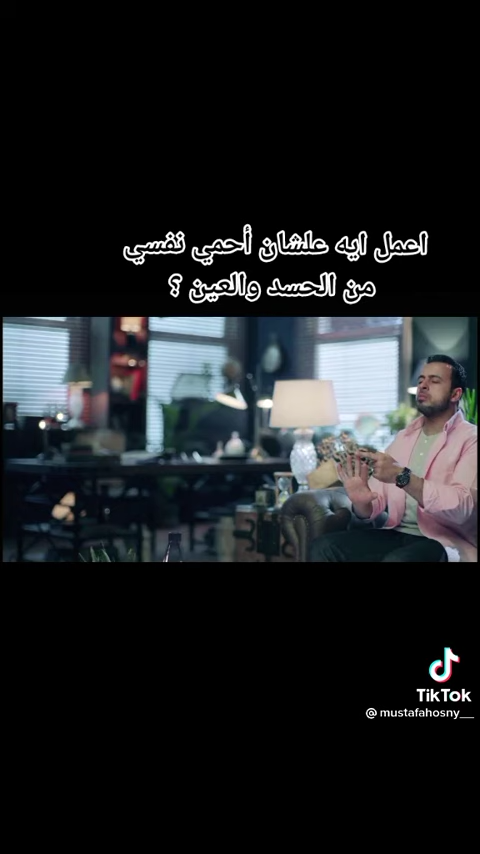 اعمل ايه علشان أحمي نفسي
من الحسد والعين ؟
TikTok
@mustafahosny__